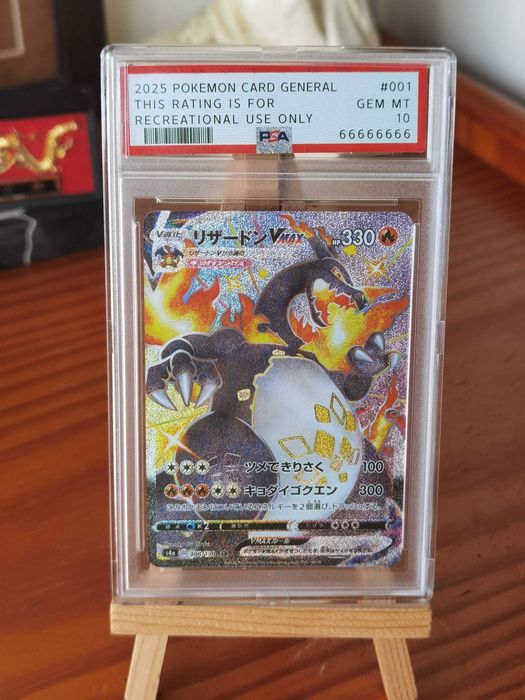 2025 POKEMON CARD GENERAL #001
THIS RATING IS FOR GEM MT
RECREATIONAL USE ONLY 10
PSA 66666666
リザードンVMAX HP330
ツメできりさく 100
キョダイゴクエン 300
VMAXルール
s4a